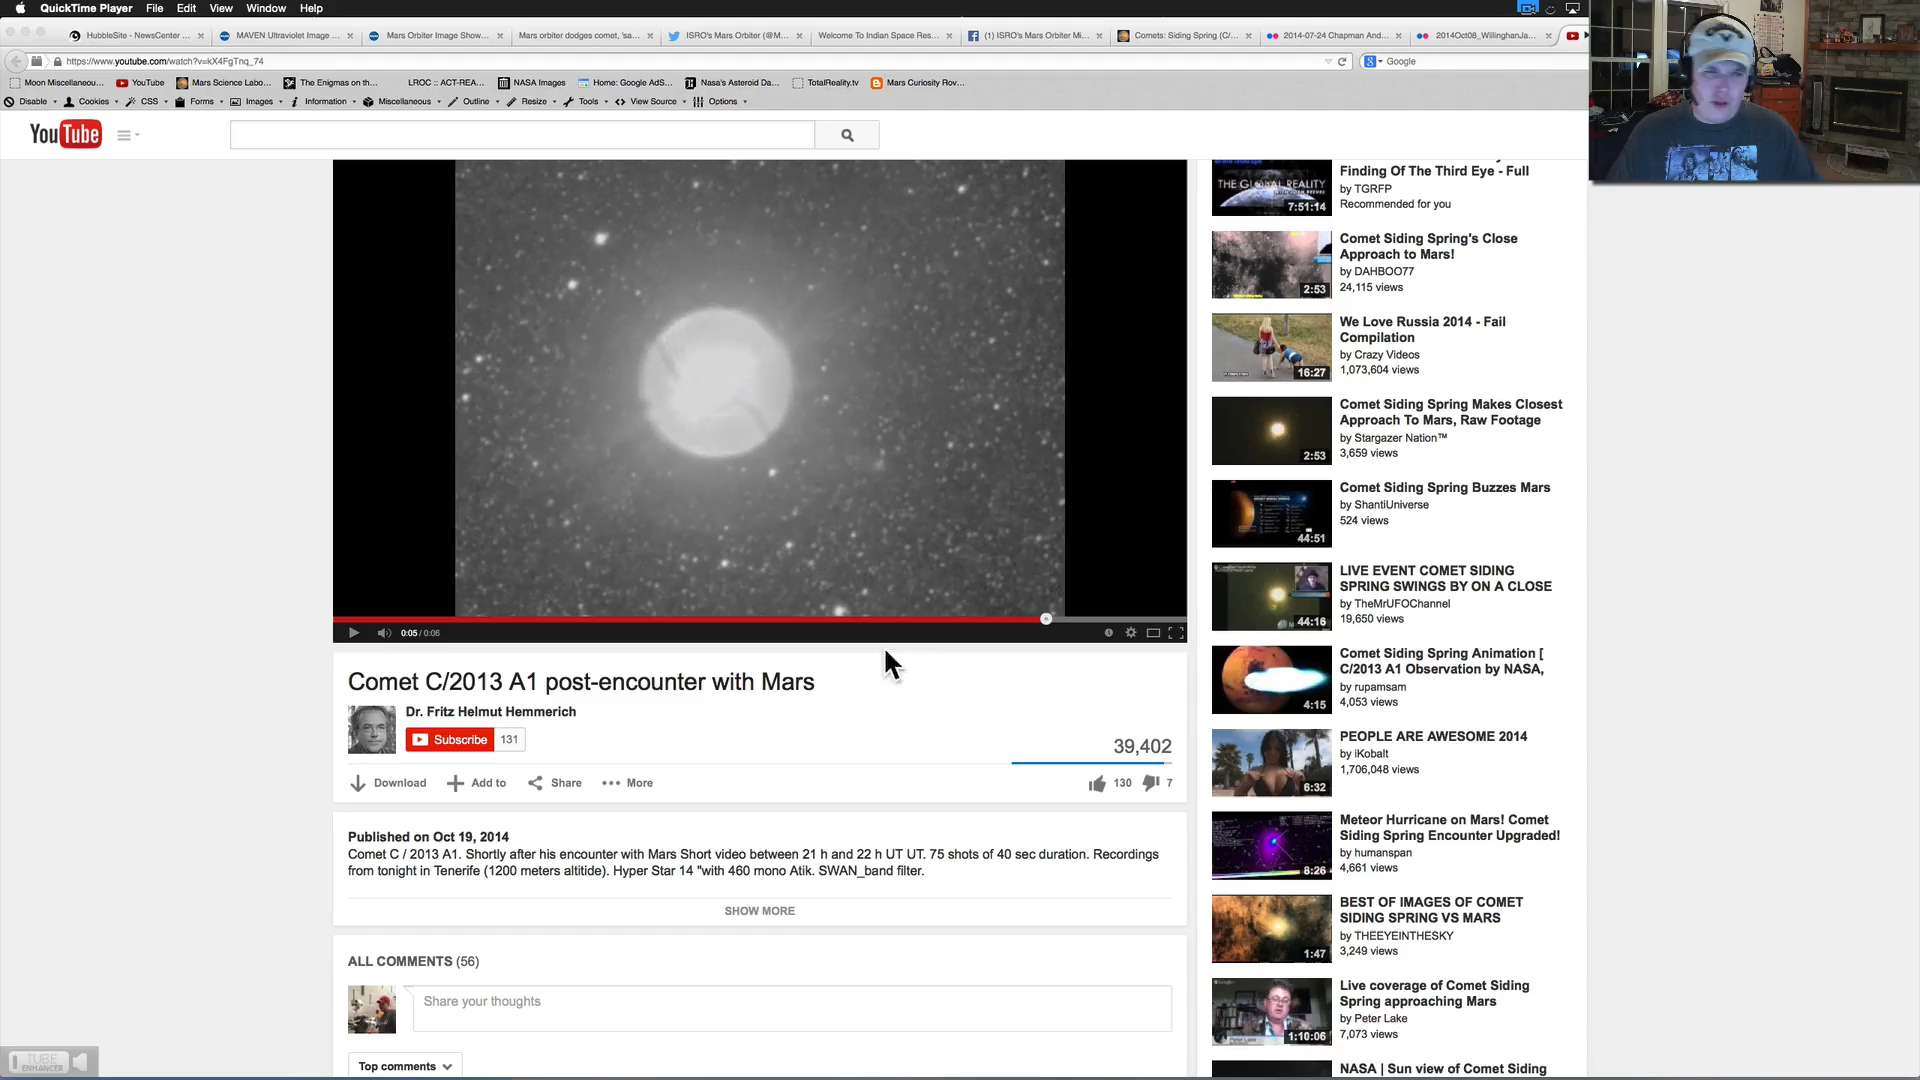 QuickTime Player File Edit View Window Help
HubbleSite - NewsCenter ... × MAVEN Ultraviolet Image ... × Mars Orbiter Image Show... × Mars orbiter dodges comet, 'sa... × ISRO's Mars Orbiter (@M... × Welcome To Indian Space Res... × (1) ISRO's Mars Orbiter Mi... × Comets: Siding Spring (C/... × 2014-07-24 Chapman And... × 2014Oct08_WillinghanJa... ×
https://www.youtube.com/watch?v=kX4FgTnq_74 Google
Moon Miscellaneou... YouTube Mars Science Labo... The Enigmas on th... LROC :: ACT-REA... NASA Images Home: Google AdS... Nasa's Asteroid Da... TotalReality.tv Mars Curiosity Rov...
Disable Cookies CSS Forms Images Information Miscellaneous Outline Resize Tools View Source Options
YouTube
0:05 / 0:06
Comet C/2013 A1 post-encounter with Mars
Dr. Fritz Helmut Hemmerich
Subscribe 131
39,402
Download Add to Share More 130 7
Published on Oct 19, 2014
Comet C / 2013 A1. Shortly after his encounter with Mars Short video between 21 h and 22 h UT UT. 75 shots of 40 sec duration. Recordings
from tonight in Tenerife (1200 meters altitide). Hyper Star 14 "with 460 mono Atik. SWAN_band filter.
SHOW MORE
ALL COMMENTS (56)
Share your thoughts
Top comments
THE GLOBAL REALITY
7:51:14
Finding Of The Third Eye - Full
by TGRFP
Recommended for you
2:53
Comet Siding Spring's Close
Approach to Mars!
by DAHBOO77
24,115 views
16:27
We Love Russia 2014 - Fail
Compilation
by Crazy Videos
1,073,604 views
2:53
Comet Siding Spring Makes Closest
Approach To Mars, Raw Footage
by Stargazer Nation™
3,659 views
44:51
Comet Siding Spring Buzzes Mars
by ShantiUniverse
524 views
44:16
LIVE EVENT COMET SIDING
SPRING SWINGS BY ON A CLOSE
by TheMrUFOChannel
19,650 views
4:15
Comet Siding Spring Animation [
C/2013 A1 Observation by NASA,
by rupamsam
4,053 views
6:32
PEOPLE ARE AWESOME 2014
by iKobalt
1,706,048 views
8:26
Meteor Hurricane on Mars! Comet
Siding Spring Encounter Upgraded!
by humanspan
4,661 views
1:47
BEST OF IMAGES OF COMET
SIDING SPRING VS MARS
by THEEYEINTHESKY
3,249 views
1:10:06
Live coverage of Comet Siding
Spring approaching Mars
by Peter Lake
7,073 views
NASA | Sun view of Comet Siding
TUBE
ENHANCER